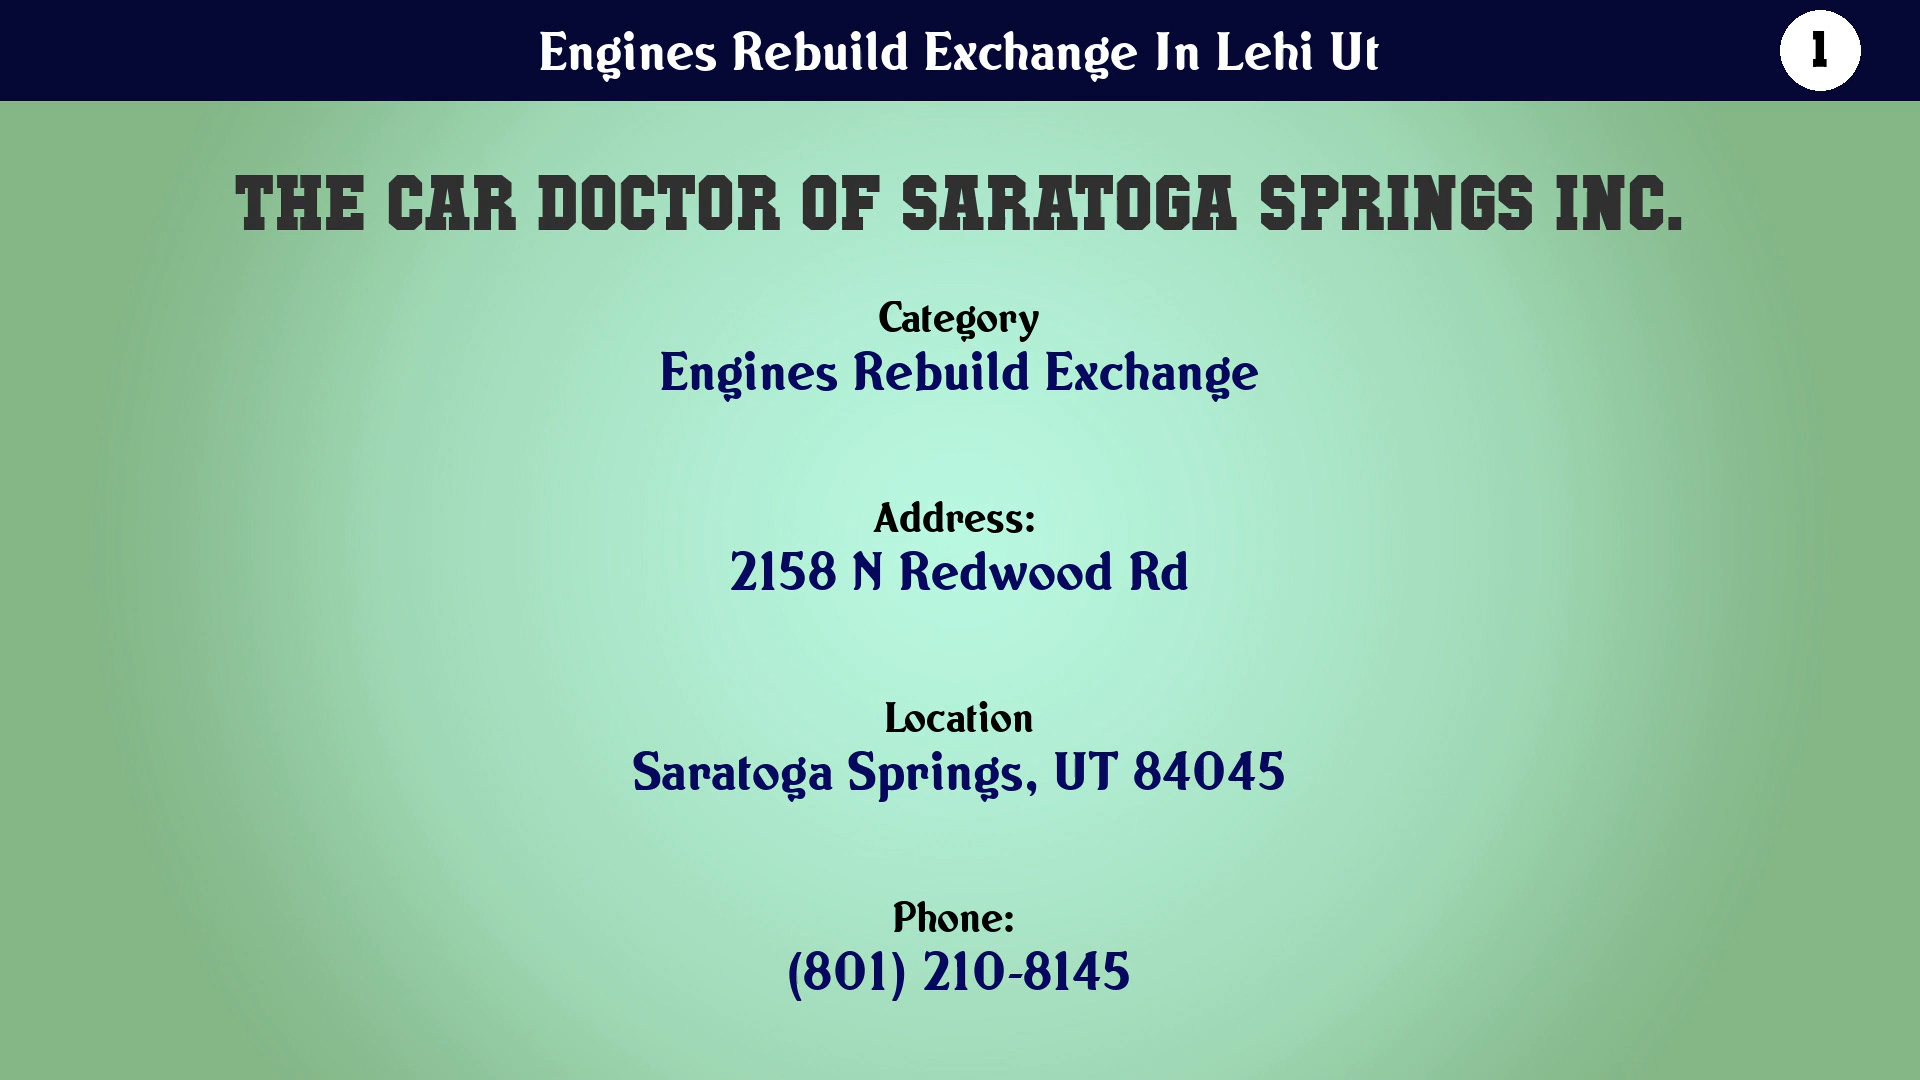 Engines Rebuild Exchange In Lehi Ut
1
THE CAR DOCTOR OF SARATOGA SPRINGS INC.
Category
Engines Rebuild Exchange
Address:
2158 N Redwood Rd
Location
Saratoga Springs, UT 84045
Phone:
(801) 210-8145